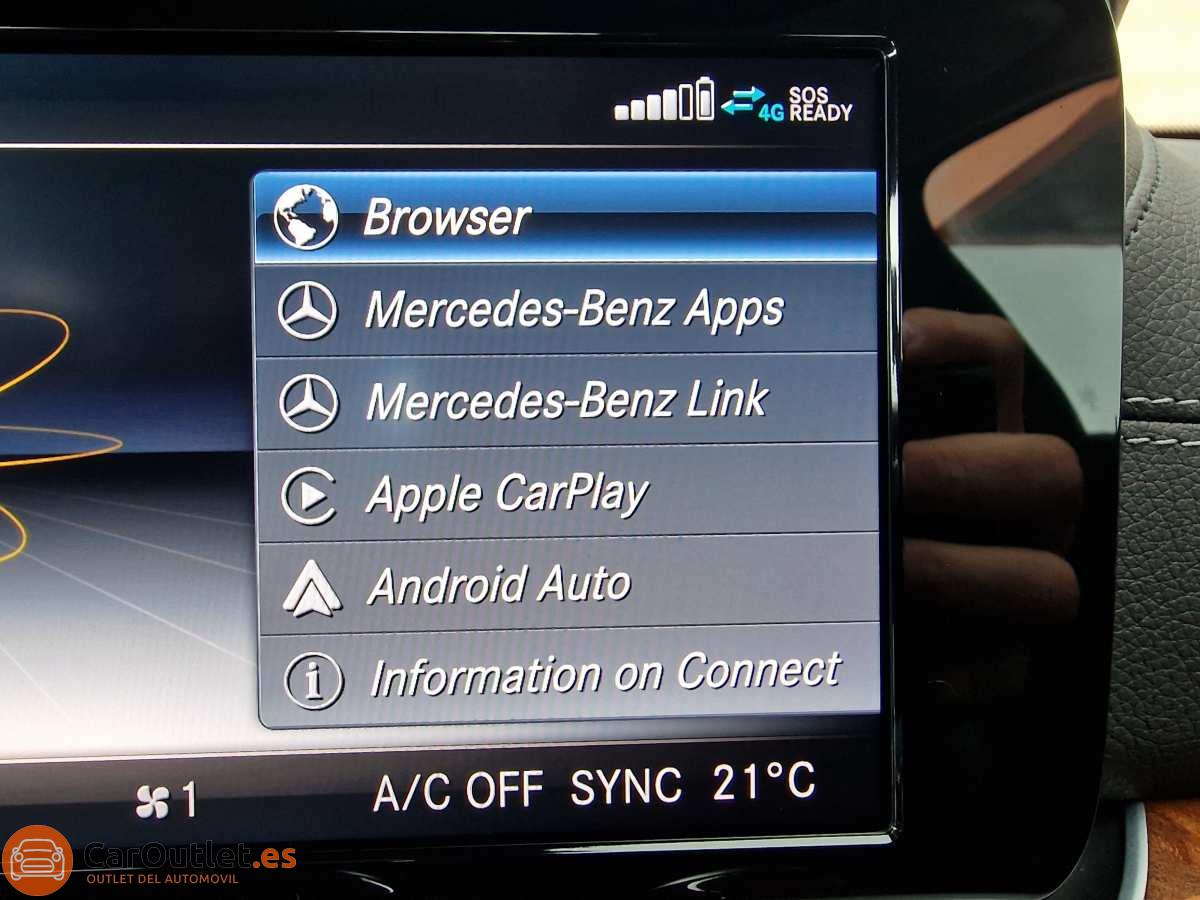 4G SOS
READY
Browser
Mercedes-Benz Apps
Mercedes-Benz Link
Apple CarPlay
Android Auto
Information on Connect
1 A/C OFF SYNC 21°C
CarOutlet.es
OUTLET DEL AUTOMOVIL